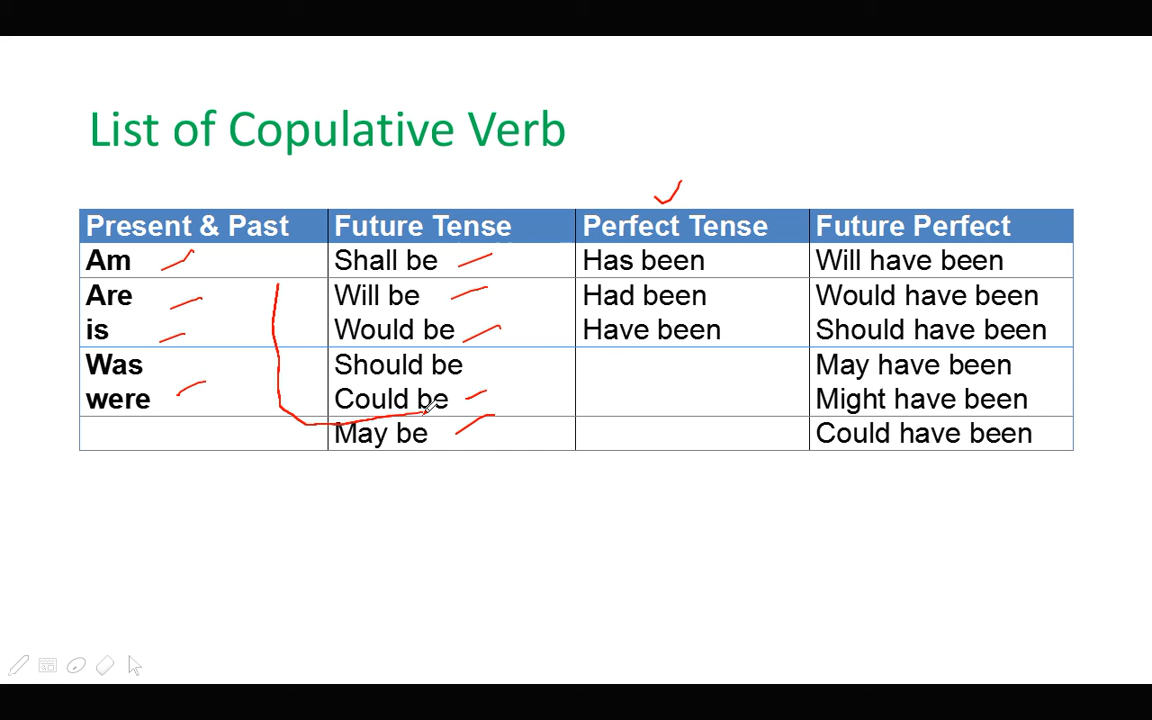 List of Copulative Verb
Present & Past Future Tense Perfect Tense Future Perfect
Am Shall be Has been Will have been
Are Will be Had been Would have been
is Would be Have been Should have been
Was Should be May have been
were Could be Might have been
May be Could have been